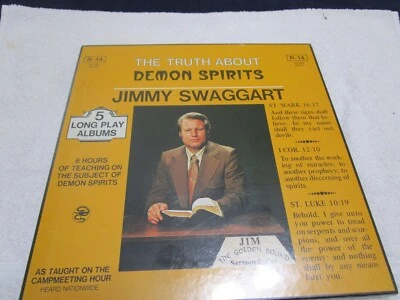 THE TRUTH ABOUT
DEMON SPIRITS
JIMMY SWAGGART
5
LONG PLAY
ALBUMS
6 HOURS
OF TEACHING ON
THE SUBJECT OF
DEMON SPIRITS
AS TAUGHT ON THE
CAMPMEETING HOUR
HEARD NATIONWIDE
ST. MARK 16:17
And these signs shall
follow them that be-
lieve. In my name
shall they cast out
devils.
I COR. 12:10
To another the work-
ing of miracles; to
another prophecy; to
another discerning of
spirits.
ST. LUKE 10:19
Behold, I give unto
you power to tread
on serpents and scor-
pions, and over all
the power of the
enemy: and nothing
shall by any means
hurt you.
JIM
THE GOLDEN SOUND